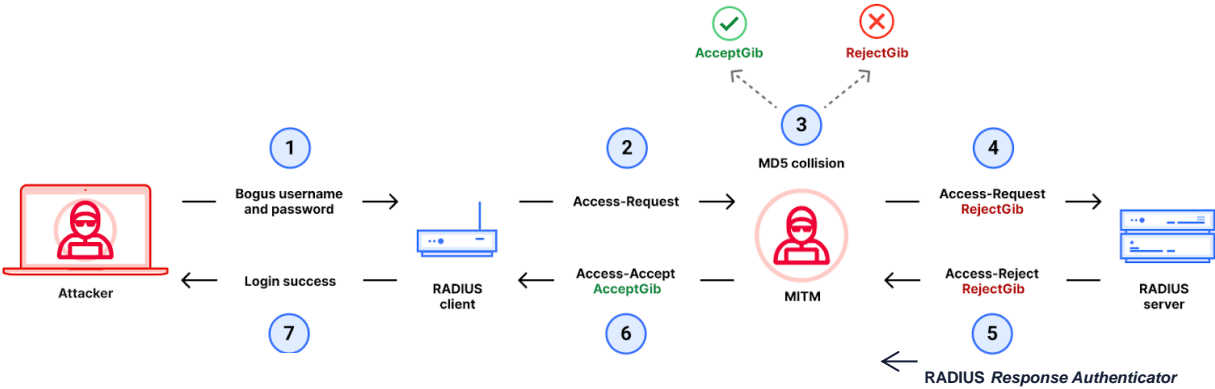 AcceptGib
RejectGib
1
2
3
4
MD5 collision
Bogus username
and password
Access-Request
Access-Request
RejectGib
Attacker
Login success
RADIUS
client
Access-Accept
AcceptGib
MITM
Access-Reject
RejectGib
RADIUS
server
7
6
5
RADIUS Response Authenticator